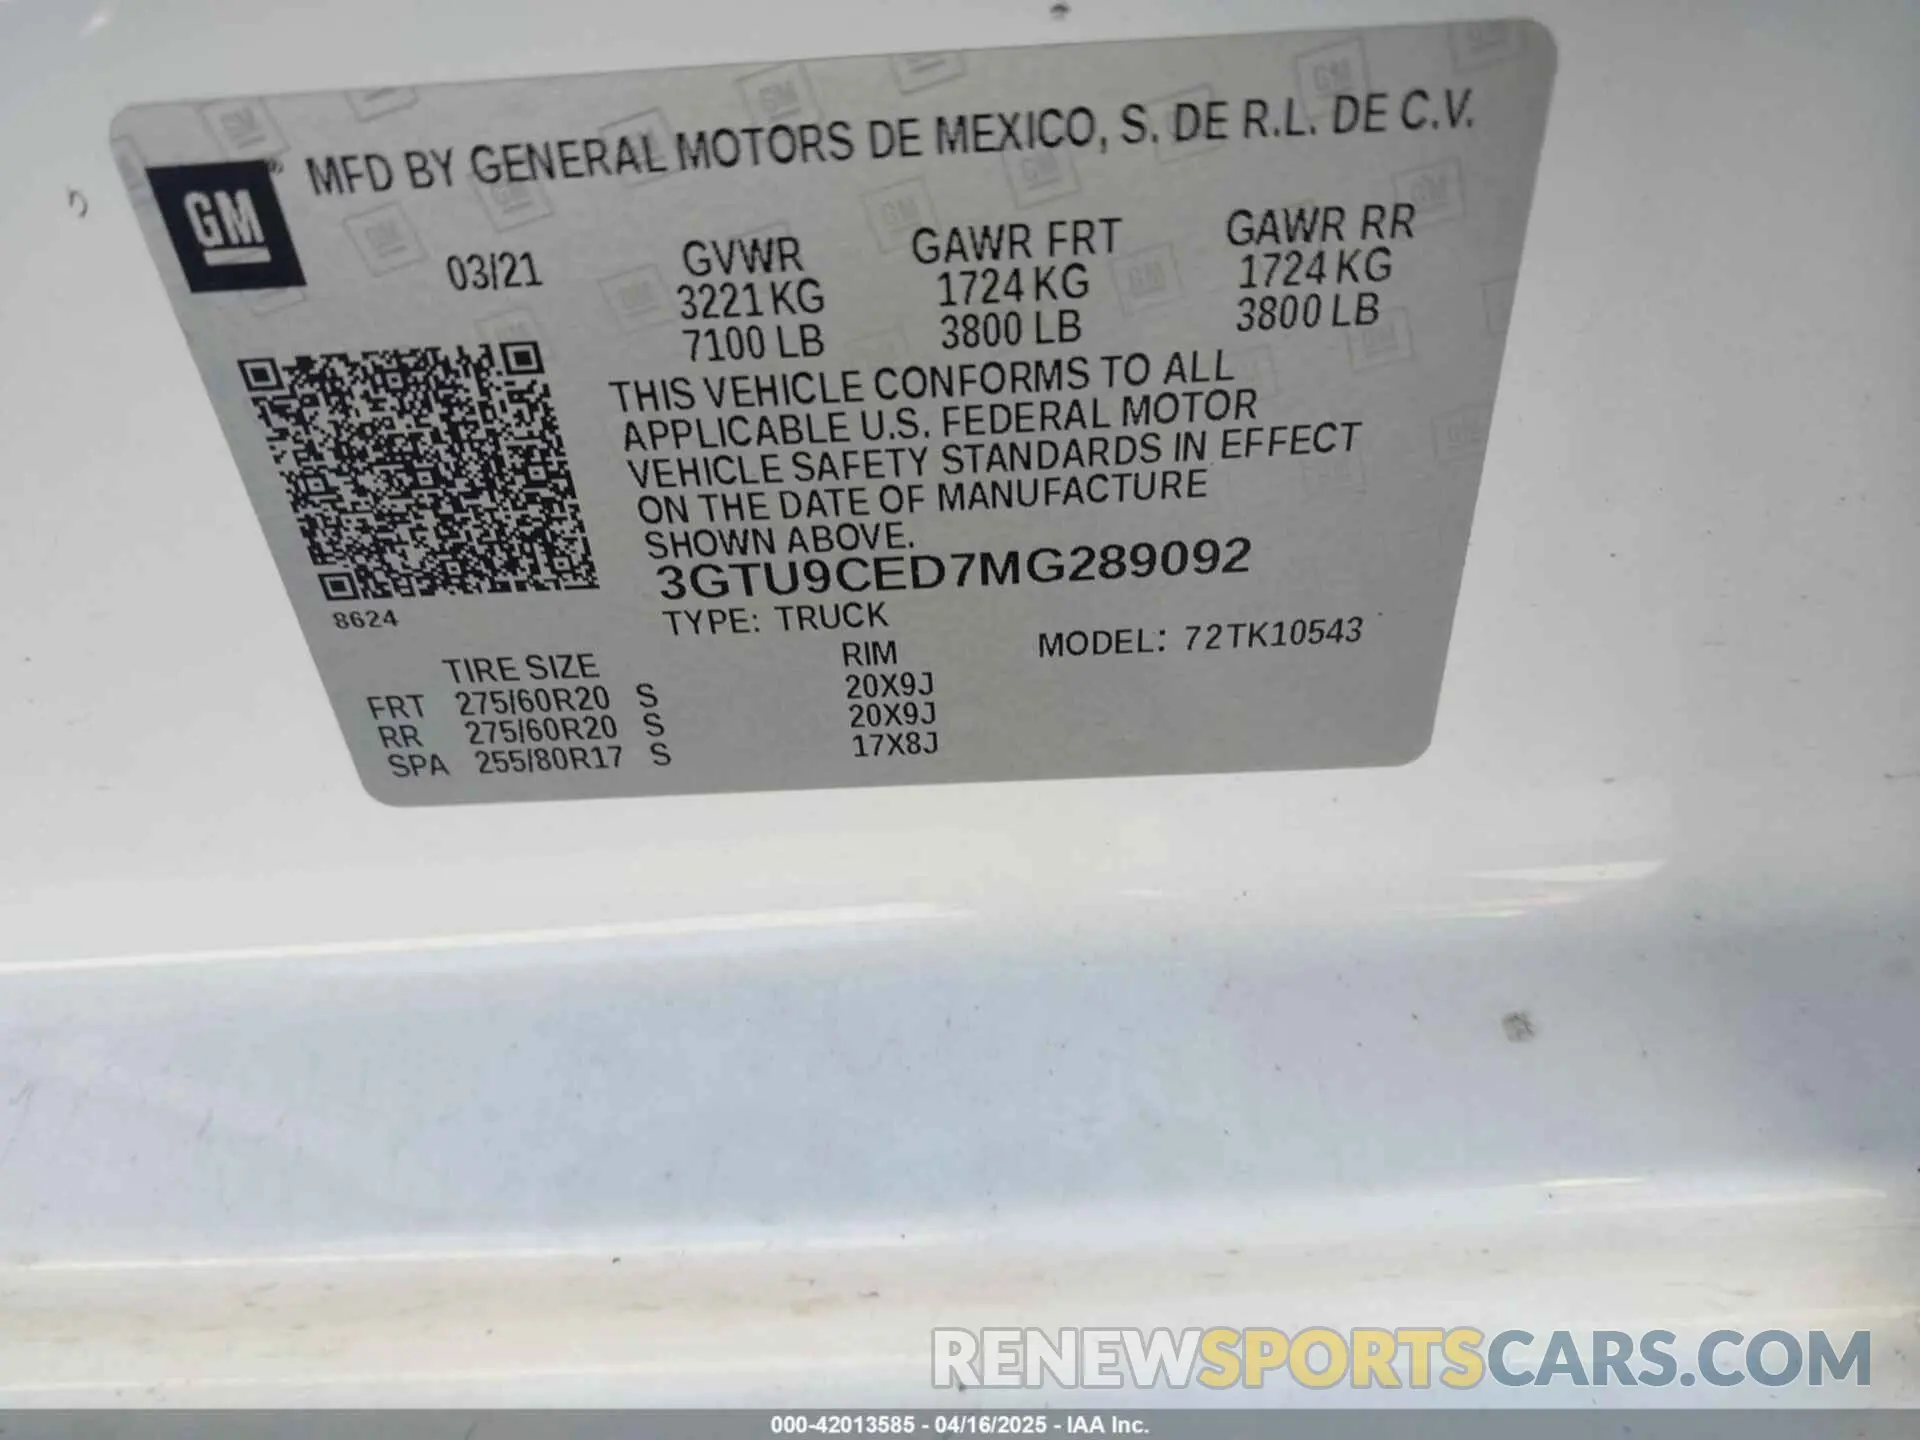 GM® MFD BY GENERAL MOTORS DE MEXICO, S. DE R.L. DE C.V.
03/21 GVWR GAWR FRT GAWR RR
3221 KG 1724 KG 1724 KG
7100 LB 3800 LB 3800 LB
THIS VEHICLE CONFORMS TO ALL
APPLICABLE U.S. FEDERAL MOTOR
VEHICLE SAFETY STANDARDS IN EFFECT
ON THE DATE OF MANUFACTURE
SHOWN ABOVE.
3GTU9CED7MG289092
8624
TYPE: TRUCK MODEL: 72TK10543
TIRE SIZE RIM
FRT 275/60R20 S 20X9J
RR 275/60R20 S 20X9J
SPA 255/80R17 S 17X8J
RENEWSPORTSCARS.COM
000-42013585 - 04/16/2025 - IAA Inc.